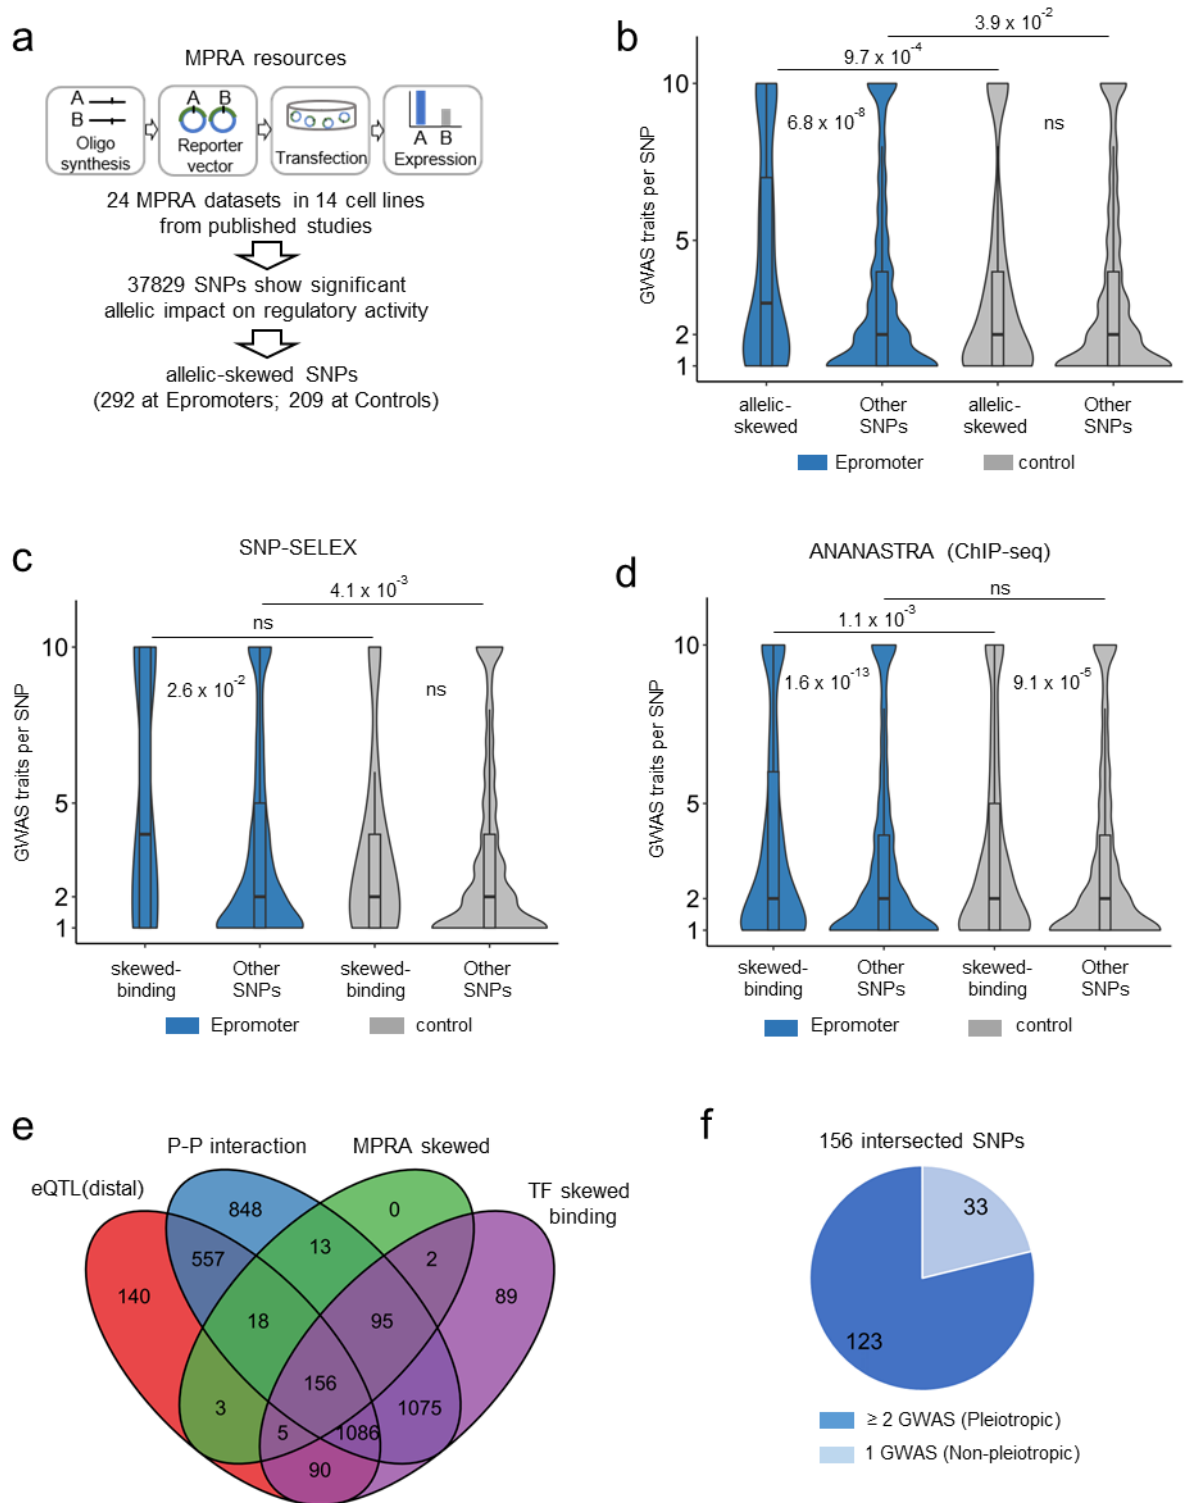 a
MPRA resources
A
B
Oligo
synthesis
A B
Reporter
vector
Transfection
A B
Expression
24 MPRA datasets in 14 cell lines
from published studies
37829 SNPs show significant
allelic impact on regulatory activity
allelic-skewed SNPs
(292 at Epromoters; 209 at Controls)
b
3.9 x 10-2
9.7 x 10-4
6.8 x 10-8
ns
GWAS traits per SNP
10
5
2
1
allelic-
skewed
Other
SNPs
allelic-
skewed
Other
SNPs
Epromoter
control
c
SNP-SELEX
4.1 x 10-3
ns
2.6 x 10-2
ns
GWAS traits per SNP
10
5
2
1
skewed-
binding
Other
SNPs
skewed-
binding
Other
SNPs
Epromoter
control
d
ANANASTRA (ChIP-seq)
ns
1.1 x 10-3
1.6 x 10-13
9.1 x 10-5
GWAS traits per SNP
10
5
2
1
skewed-
binding
Other
SNPs
skewed-
binding
Other
SNPs
Epromoter
control
e
P-P interaction
MPRA skewed
eQTL(distal)
TF skewed
binding
848
0
557
13
2
140
89
18
95
156
3
1075
5
1086
90
f
156 intersected SNPs
33
123
≥ 2 GWAS (Pleiotropic)
1 GWAS (Non-pleiotropic)